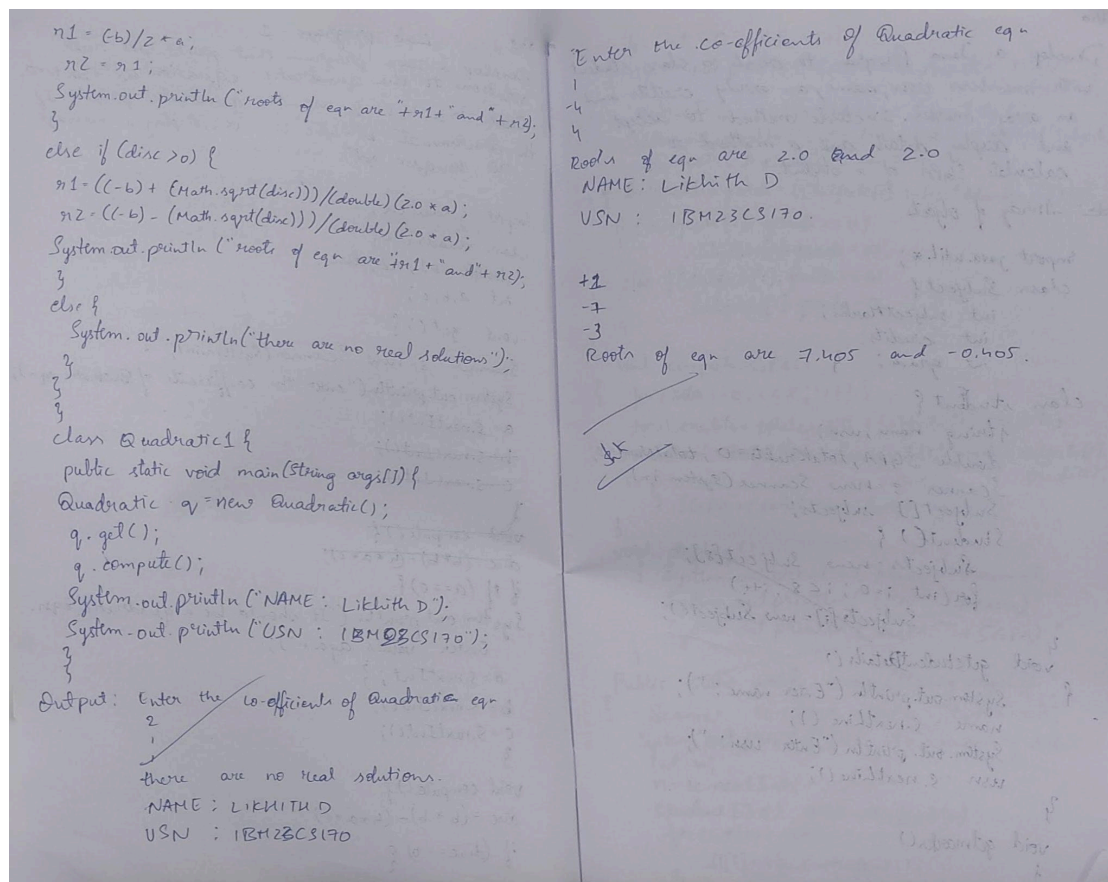 r1 = (-b)/2*a;
r2 = r1;
System.out.println ("roots of eqn are "+r1+"and"+r2);
}
else if (disc >0) {
r1 = ((-b) + (Math.sqrt(disc)))/(double)(2.0 * a);
r2 = ((-b) - (Math.sqrt(disc)))/(double)(2.0 * a);
System.out.println ("roots of eqn are "+r1+"and"+r2);
}
else {
System.out.println("there are no real solutions");
}
}
}
class Quadratic1 {
public static void main(String args[]) {
Quadratic q = new Quadratic();
q.get();
q.compute();
System.out.println ("NAME : Likhith D");
System.out.println ("USN : 1BM23CS170");
}
}
Output: Enter the co-officients of Quadratic eqn
2
1
1
there are no real solutions.
NAME : LIKHITH D
USN : 1BM23CS170
Enter the co-officients of Quadratic eqn
1
-4
4
Roots of eqn are 2.0 and 2.0
NAME : Likhith D
USN : 1BM23CS170.
+1
-7
-3
Roots of eqn are 7.405 and -0.405.